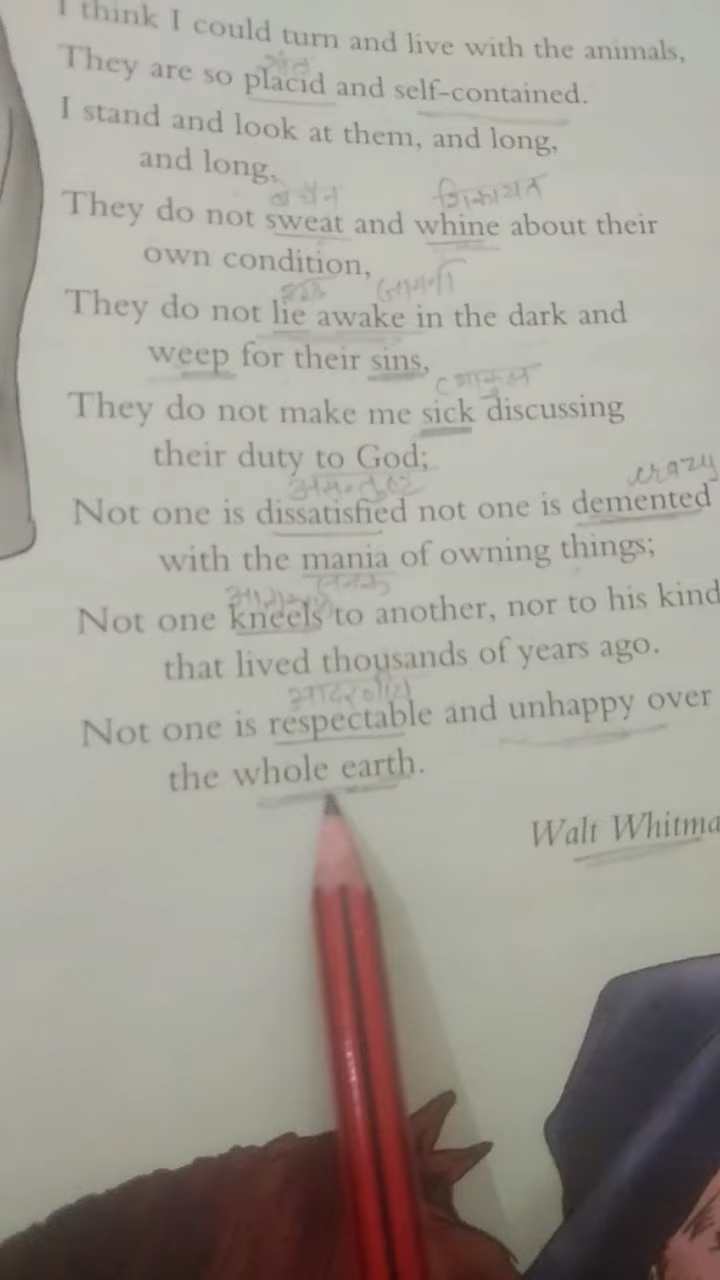 I think I could turn and live with the animals,
शांत
They are so placid and self-contained.
I stand and look at them, and long,
and long,
बेचैन शिकायत
They do not sweat and whine about their
own condition,
जागना
They do not lie awake in the dark and
weep for their sins,
They do not make me sick discussing
their duty to God;
असन्तुष्ट crazy
Not one is dissatisfied not one is demented
with the mania of owning things;
सनक
Not one kneels to another, nor to his kind
that lived thousands of years ago.
आदरणीय
Not one is respectable and unhappy over
the whole earth.
Walt Whitma